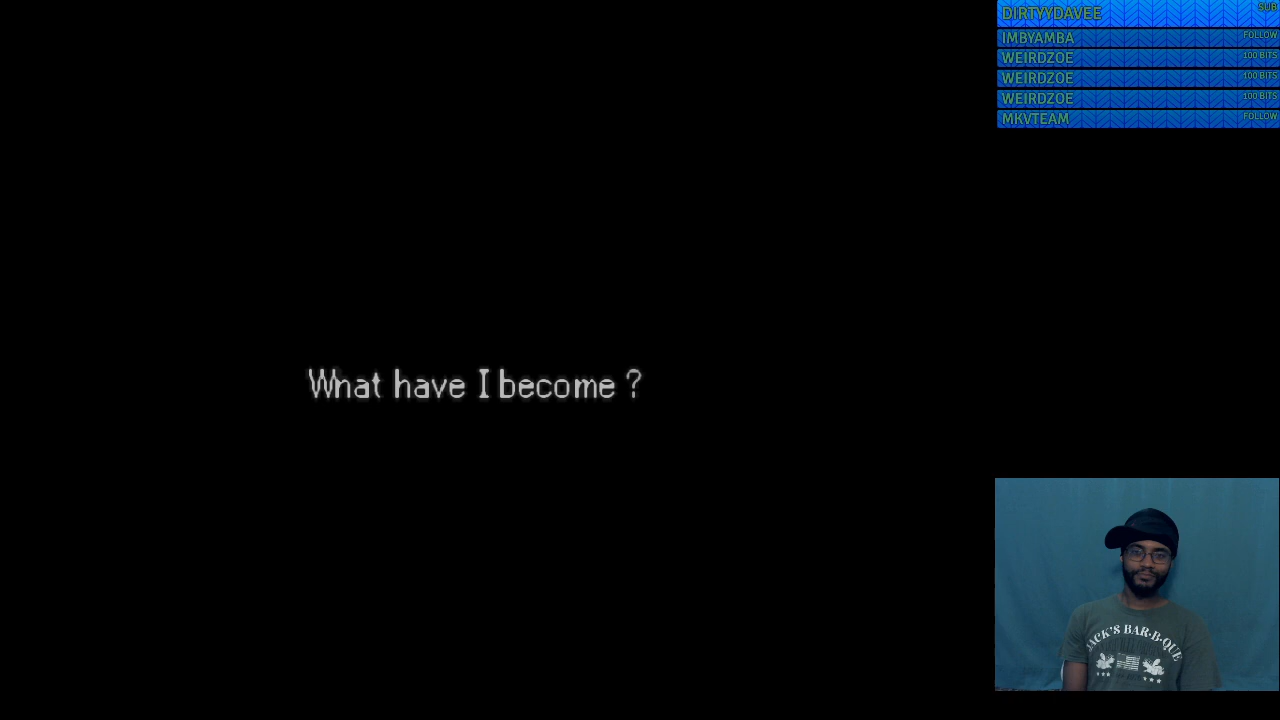 DIRTYYDAVEE SUB
IMBYAMBA FOLLOW
WEIRDZOE 100 BITS
WEIRDZOE 100 BITS
WEIRDZOE 100 BITS
MKVTEAM FOLLOW
What have I become ?
JACK'S BAR-B-QUE